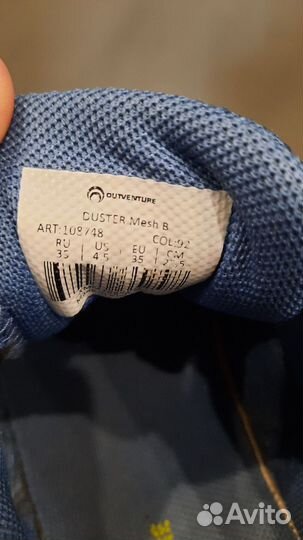 OUTVENTURE
DUSTER Mesh B
ART:108748 COL:92
RU US EU CM
35 4.5 35
Avito